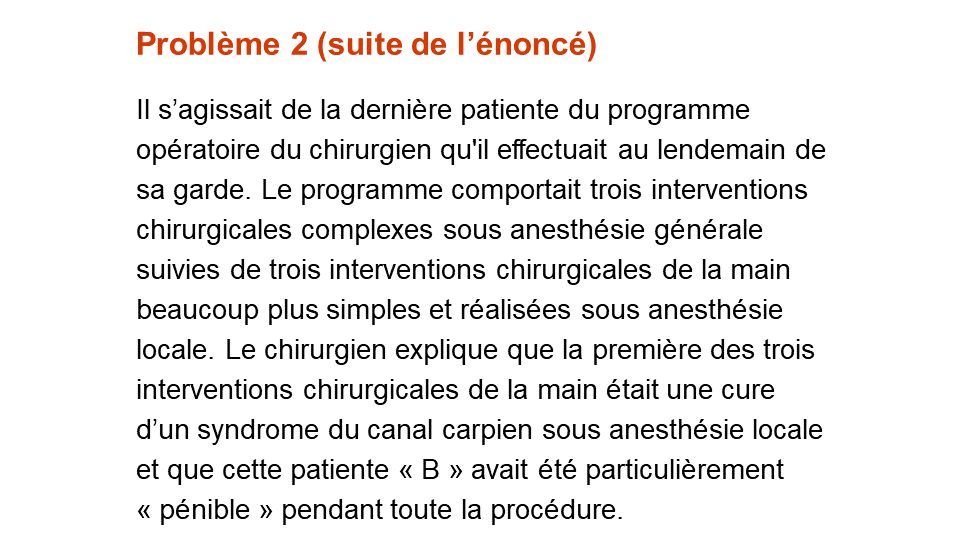 Problème 2 (suite de l’énoncé)
Il s’agissait de la dernière patiente du programme
opératoire du chirurgien qu'il effectuait au lendemain de
sa garde. Le programme comportait trois interventions
chirurgicales complexes sous anesthésie générale
suivies de trois interventions chirurgicales de la main
beaucoup plus simples et réalisées sous anesthésie
locale. Le chirurgien explique que la première des trois
interventions chirurgicales de la main était une cure
d’un syndrome du canal carpien sous anesthésie locale
et que cette patiente « B » avait été particulièrement
« pénible » pendant toute la procédure.